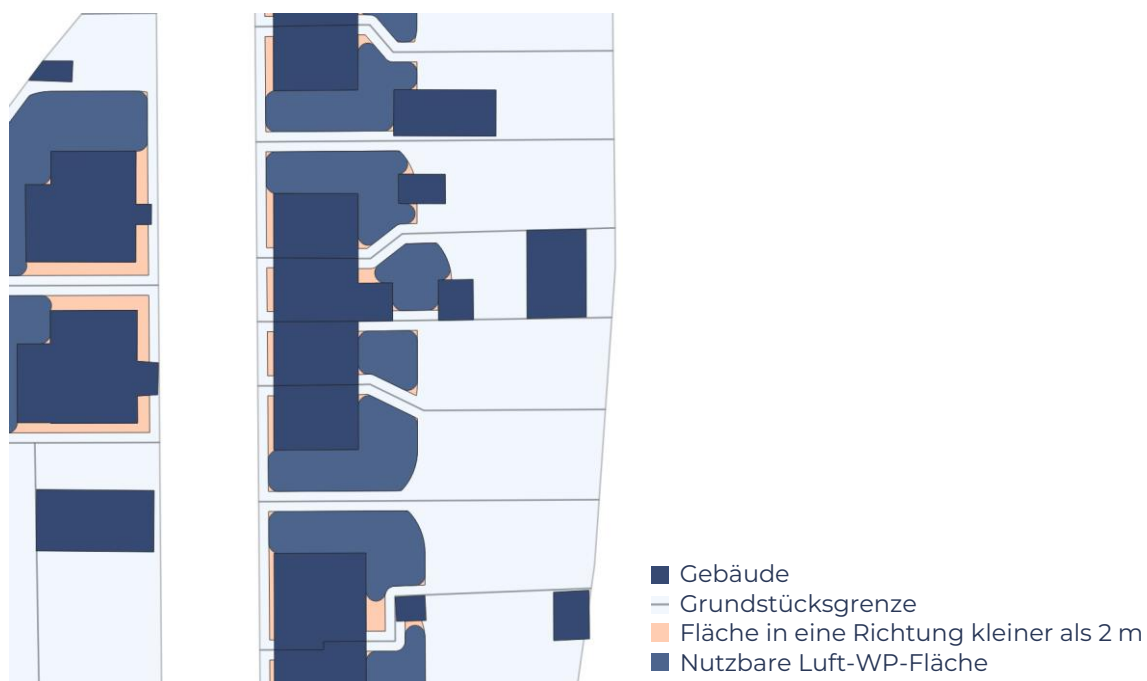 Gebäude
Grundstücksgrenze
Fläche in eine Richtung kleiner als 2 m
Nutzbare Luft-WP-Fläche